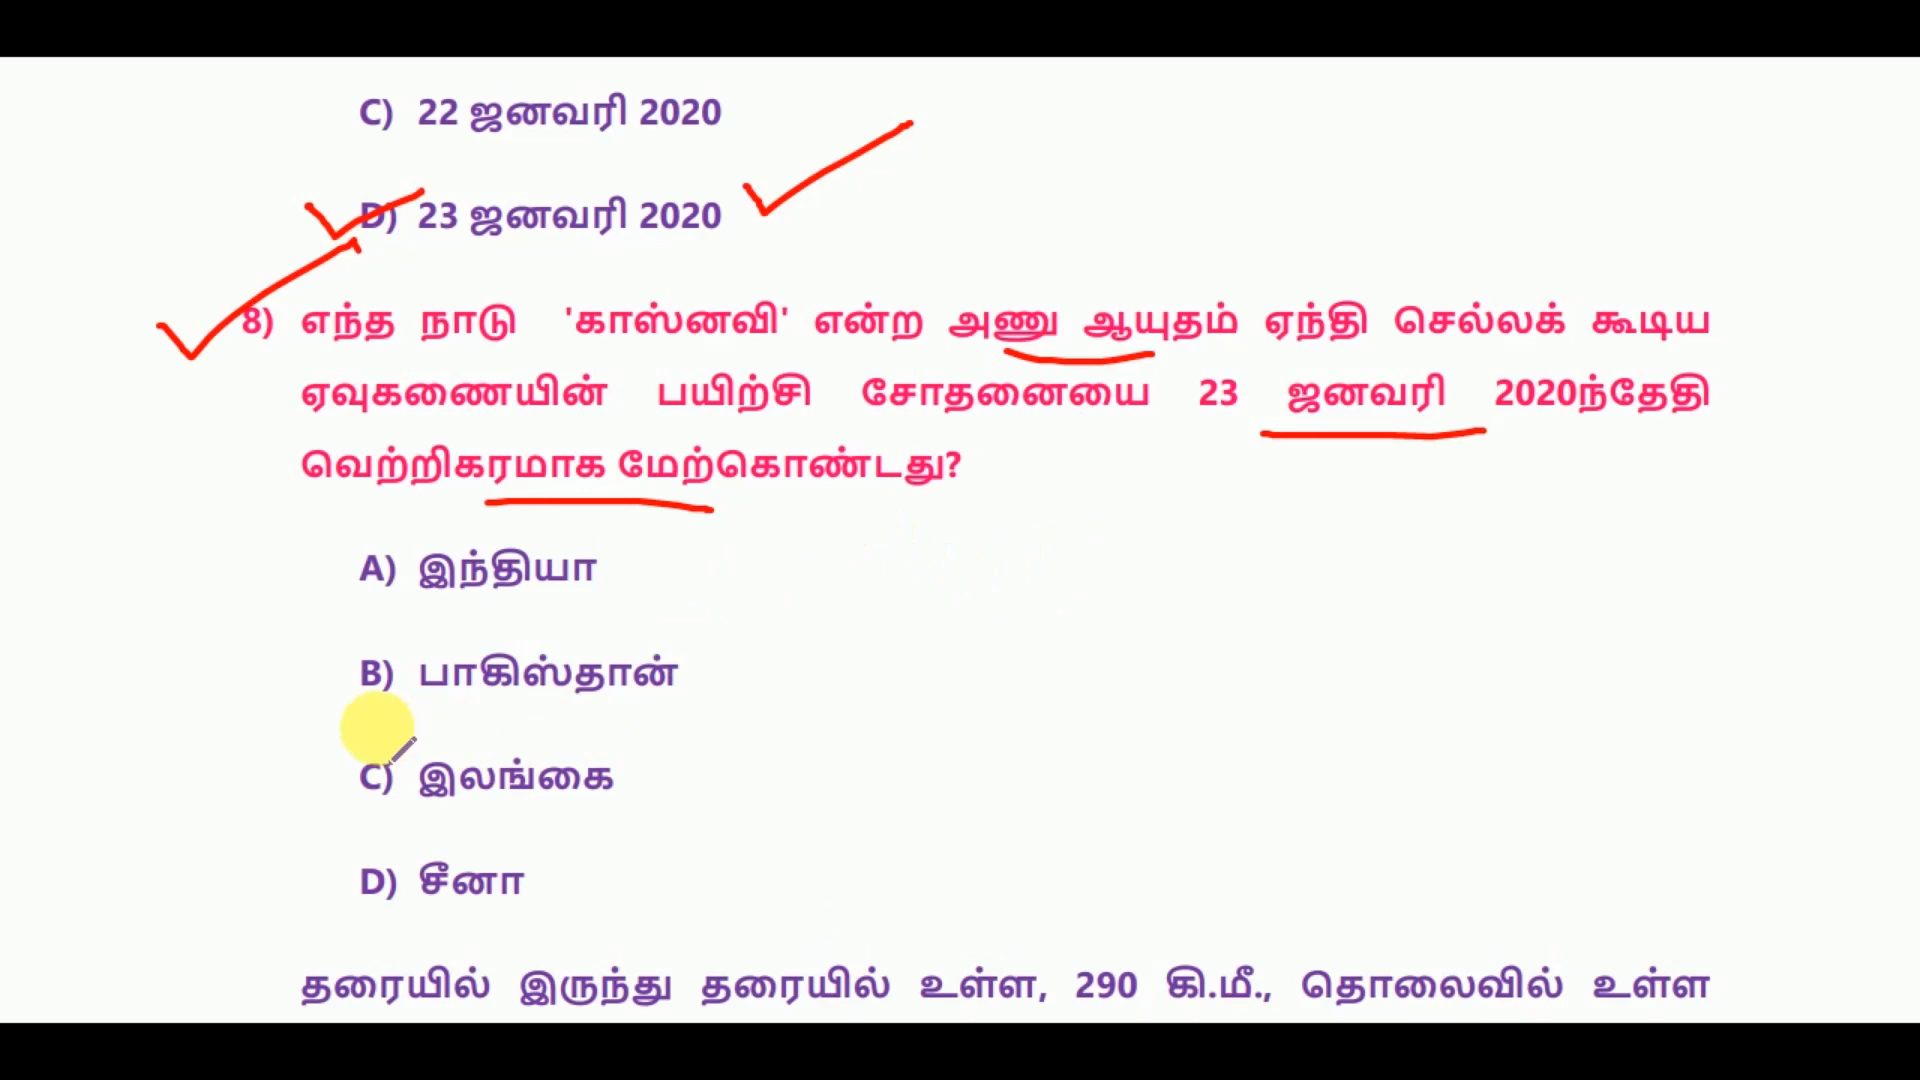 C) 22 ஜனவரி 2020
D) 23 ஜனவரி 2020
8) எந்த நாடு 'காஸ்னவி' என்ற அணு ஆயுதம் ஏந்தி செல்லக் கூடிய
ஏவுகணையின் பயிற்சி சோதனையை 23 ஜனவரி 2020ந்தேதி
வெற்றிகரமாக மேற்கொண்டது?
A) இந்தியா
B) பாகிஸ்தான்
C) இலங்கை
D) சீனா
தரையில் இருந்து தரையில் உள்ள, 290 கி.மீ., தொலைவில் உள்ள